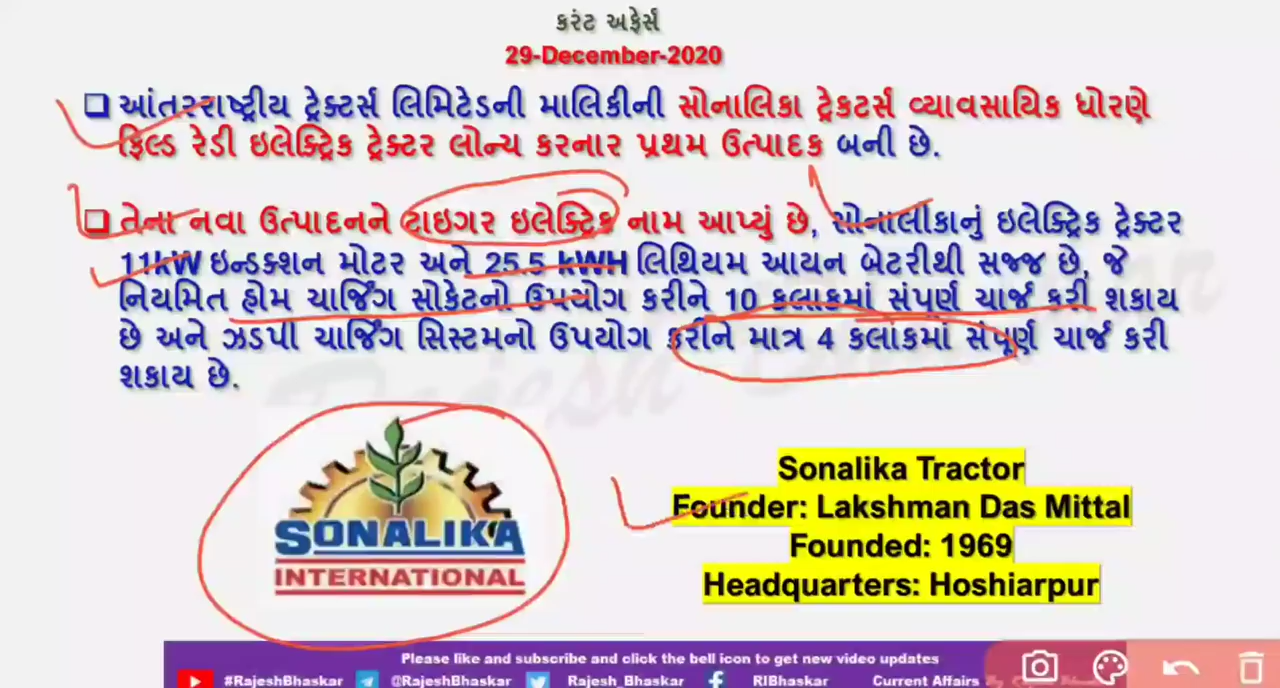 કરંટ અફેર્સ
29-December-2020
❑ આંતરરાષ્ટ્રીય ટ્રેક્ટર્સ લિમિટેડની માલિકીની સોનાલિકા ટ્રેકટર્સ વ્યાવસાયિક ધોરણે
ફિલ્ડ રેડી ઇલેક્ટ્રિક ટ્રેક્ટર લોન્ચ કરનાર પ્રથમ ઉત્પાદક બની છે.
❑ તેના નવા ઉત્પાદનને ટાઇગર ઇલેક્ટ્રિક નામ આપ્યું છે, સોનાલીકાનું ઇલેક્ટ્રિક ટ્રેક્ટર
11kW ઇન્ડક્શન મોટર અને 25.5 kWH લિથિયમ આયન બેટરીથી સજ્જ છે, જે
નિયમિત હોમ ચાર્જિંગ સોકેટનો ઉપયોગ કરીને 10 કલાકમાં સંપૂર્ણ ચાર્જ કરી શકાય
છે અને ઝડપી ચાર્જિંગ સિસ્ટમનો ઉપયોગ કરીને માત્ર 4 કલાંકમાં સંપૂર્ણ ચાર્જ કરી
શકાય છે.
SONALIKA
INTERNATIONAL
Sonalika Tractor
Founder: Lakshman Das Mittal
Founded: 1969
Headquarters: Hoshiarpur
Please like and subscribe and click the bell icon to get new video updates
#RajeshBhaskar @RajeshBhaskar Rajesh_Bhaskar RIBhaskar Current Affairs By